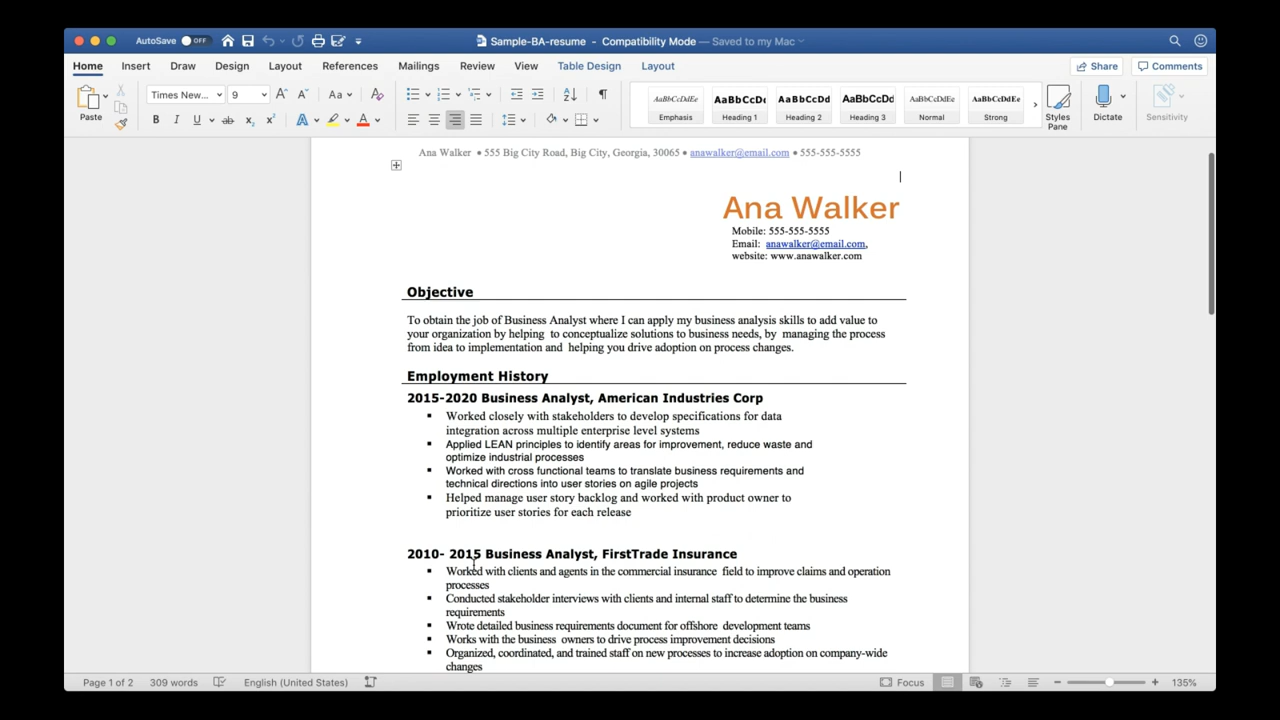 AutoSave OFF
Sample-BA-resume - Compatibility Mode — Saved to my Mac
Home Insert Draw Design Layout References Mailings Review View Table Design Layout
Share Comments
Paste
Times New... 9
Aa
B I U ab x2 x2 A A
AaBbCcDdEe AaBbCcDc AaBbCcDd AaBbCcDd AaBbCcDdEe AaBbCcDdEe
Emphasis Heading 1 Heading 2 Heading 3 Normal Strong
Styles
Pane
Dictate
Sensitivity
Ana Walker • 555 Big City Road, Big City, Georgia, 30065 • anawalker@email.com • 555-555-5555
Ana Walker
Mobile: 555-555-5555
Email: anawalker@email.com,
website: www.anawalker.com
Objective
To obtain the job of Business Analyst where I can apply my business analysis skills to add value to
your organization by helping to conceptualize solutions to business needs, by managing the process
from idea to implementation and helping you drive adoption on process changes.
Employment History
2015-2020 Business Analyst, American Industries Corp
▪ Worked closely with stakeholders to develop specifications for data
integration across multiple enterprise level systems
▪ Applied LEAN principles to identify areas for improvement, reduce waste and
optimize industrial processes
▪ Worked with cross functional teams to translate business requirements and
technical directions into user stories on agile projects
▪ Helped manage user story backlog and worked with product owner to
prioritize user stories for each release
2010- 2015 Business Analyst, FirstTrade Insurance
▪ Worked with clients and agents in the commercial insurance field to improve claims and operation
processes
▪ Conducted stakeholder interviews with clients and internal staff to determine the business
requirements
▪ Wrote detailed business requirements document for offshore development teams
▪ Works with the business owners to drive process improvement decisions
▪ Organized, coordinated, and trained staff on new processes to increase adoption on company-wide
changes
Page 1 of 2 309 words English (United States) Focus 135%